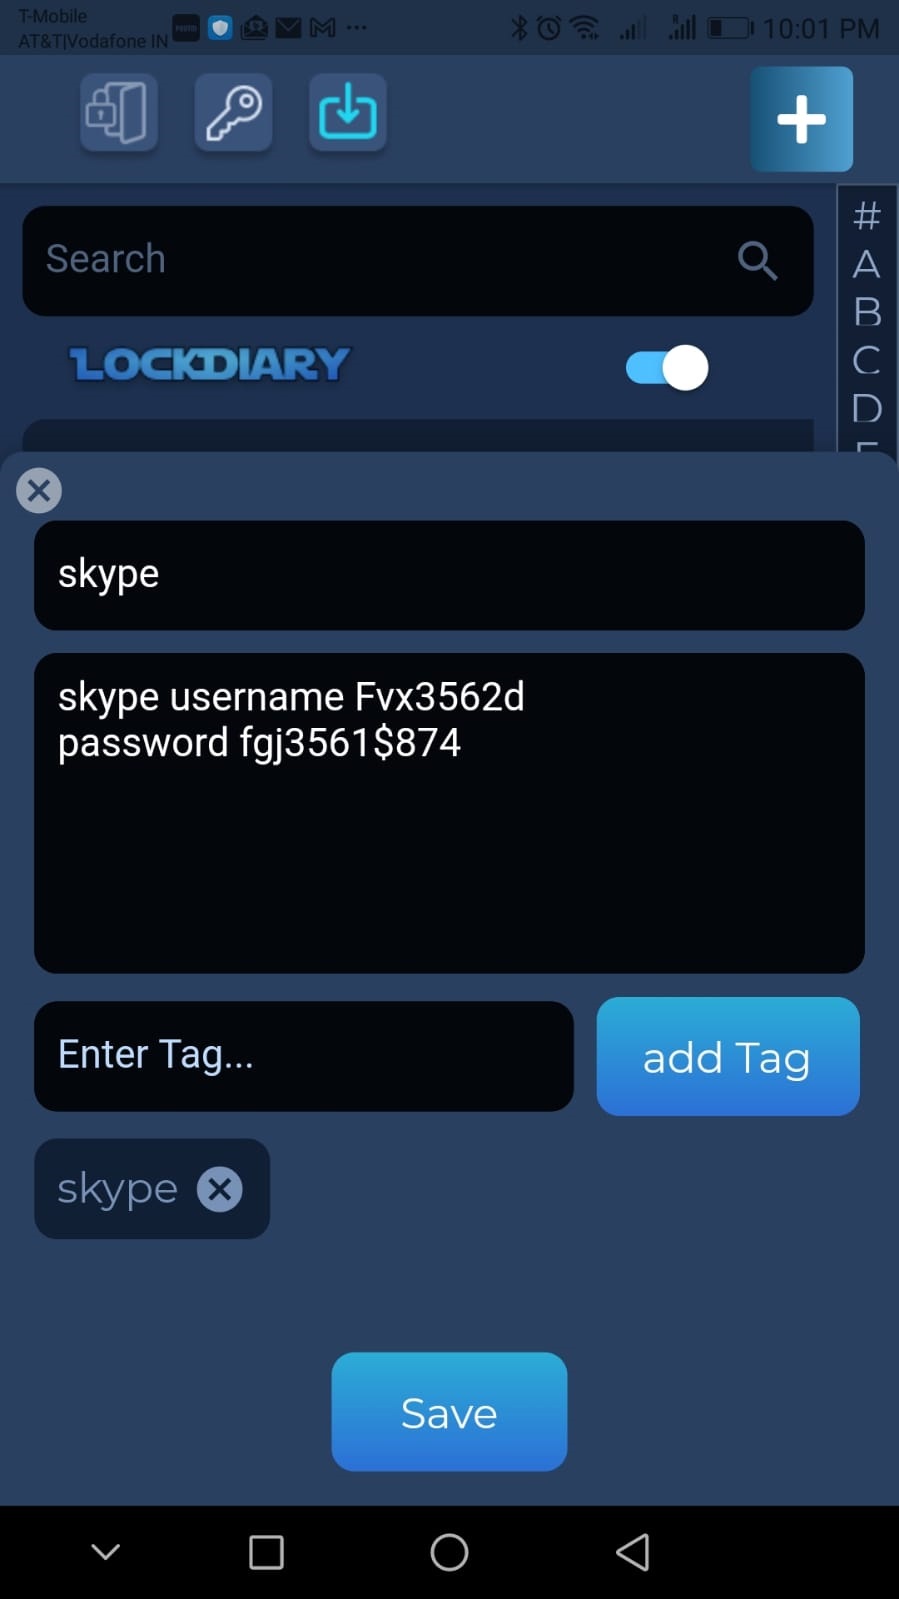 T-Mobile
AT&T|Vodafone IN
10:01 PM
Search
LOCKDIARY
#
A
B
C
D
skype
skype username Fvx3562d
password fgj3561$874
Enter Tag...
add Tag
skype
Save